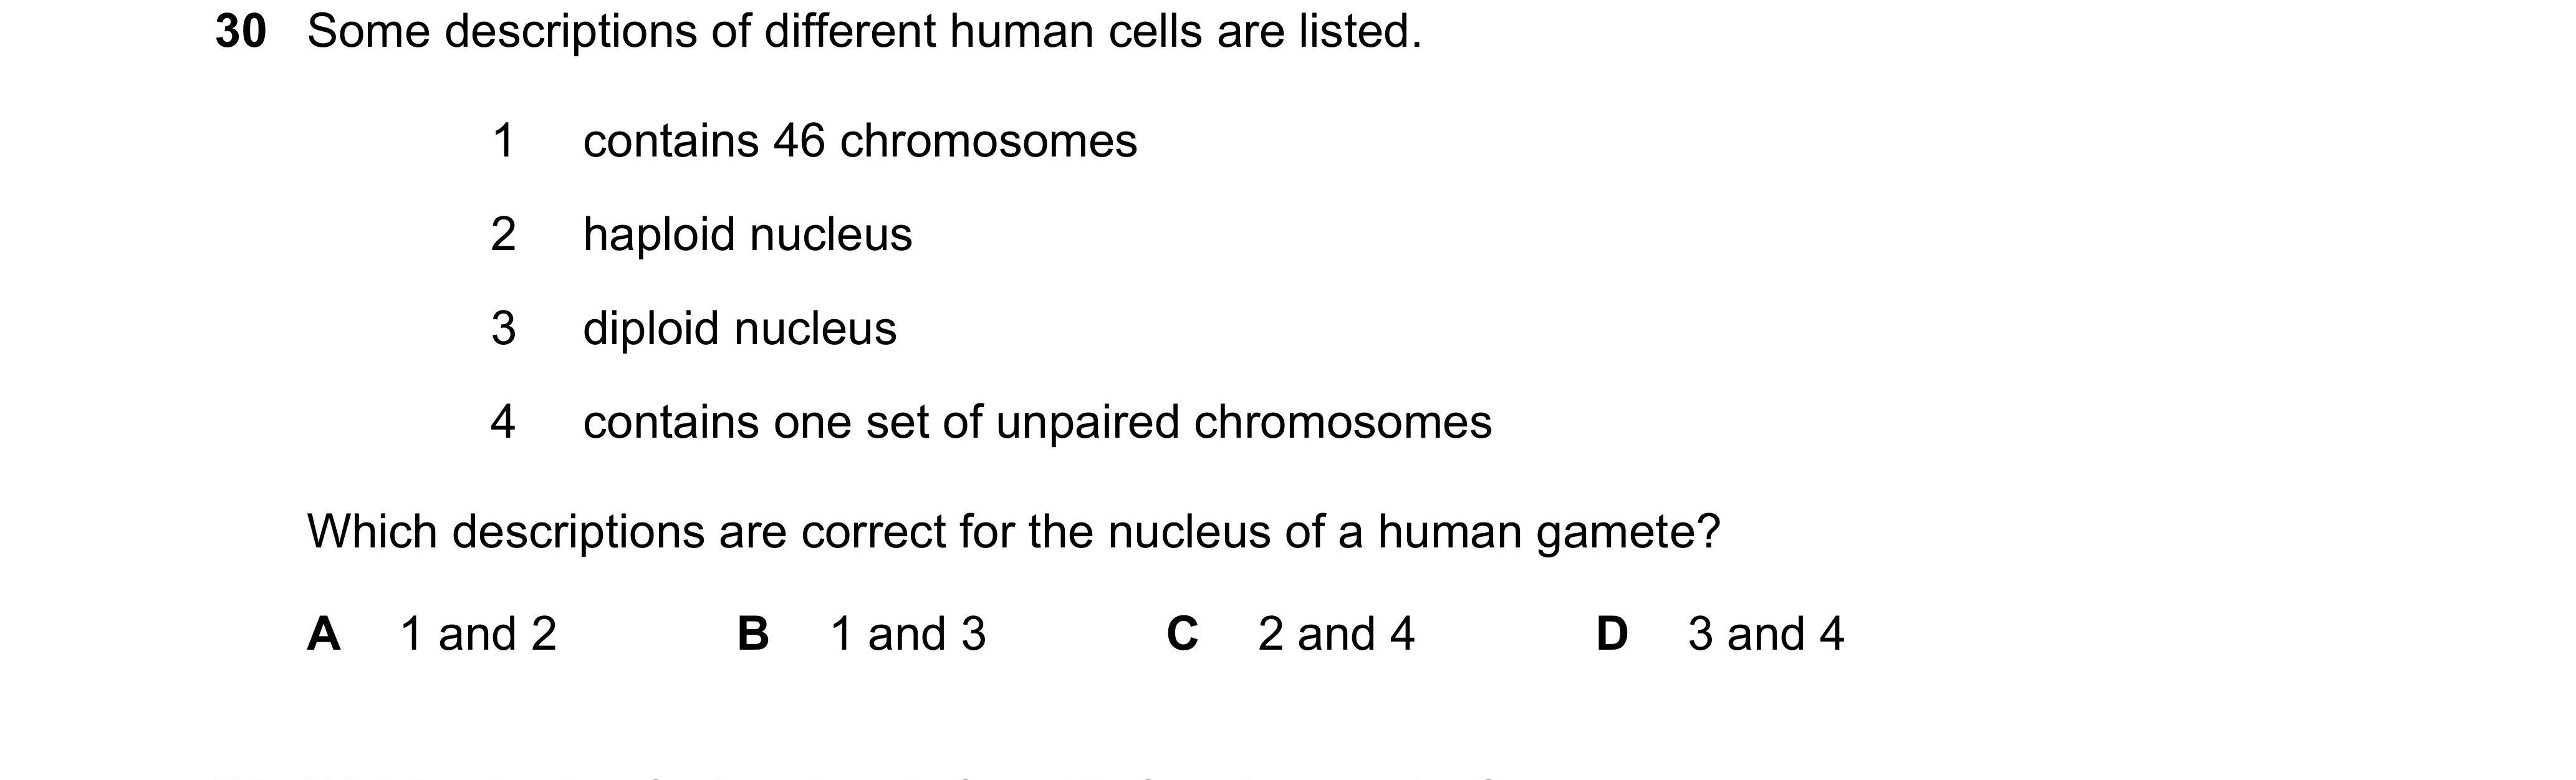 30 Some descriptions of different human cells are listed.
1 contains 46 chromosomes
2 haploid nucleus
3 diploid nucleus
4 contains one set of unpaired chromosomes
Which descriptions are correct for the nucleus of a human gamete?
A 1 and 2 B 1 and 3 C 2 and 4 D 3 and 4